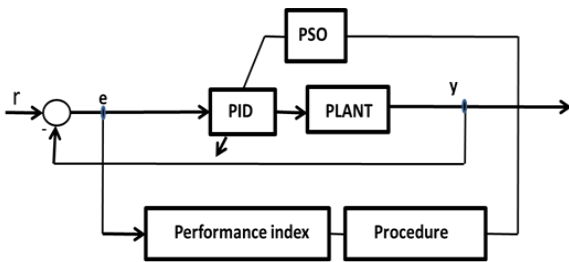 PSO
r
e
PID
PLANT
y
-
Performance index
Procedure